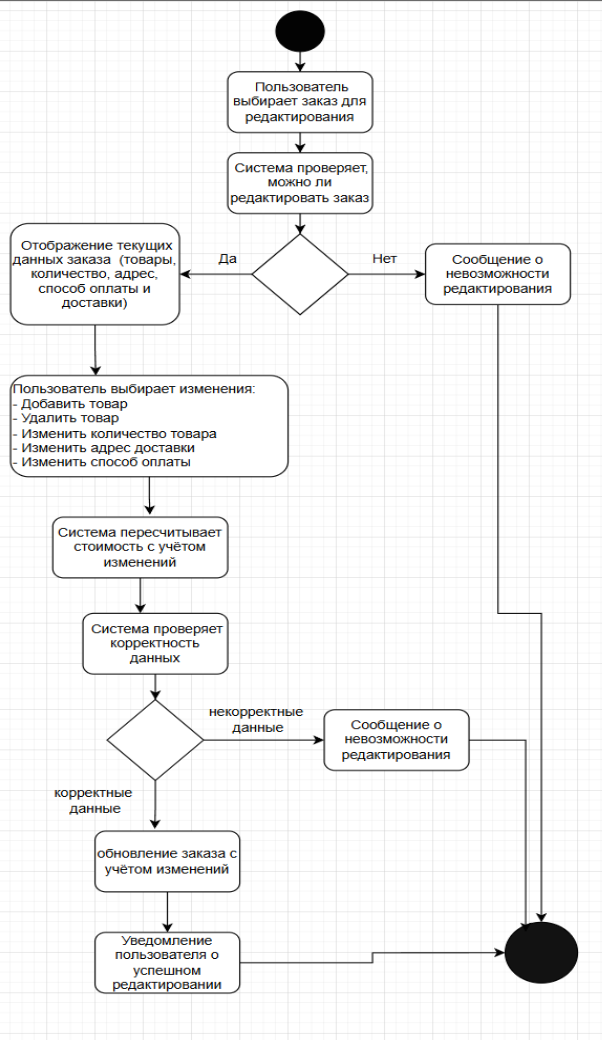 Пользователь
выбирает заказ для
редактирования
Система проверяет,
можно ли
редактировать заказ
Да
Нет
Отображение текущих
данных заказа (товары,
количество, адрес,
способ оплаты и
доставки)
Сообщение о
невозможности
редактирования
Пользователь выбирает изменения:
- Добавить товар
- Удалить товар
- Изменить количество товара
- Изменить адрес доставки
- Изменить способ оплаты
Система пересчитывает
стоимость с учётом
изменений
Система проверяет
корректность
данных
некорректные
данные
Сообщение о
невозможности
редактирования
корректные
данные
обновление заказа с
учётом изменений
Уведомление
пользователя о
успешном
редактировании